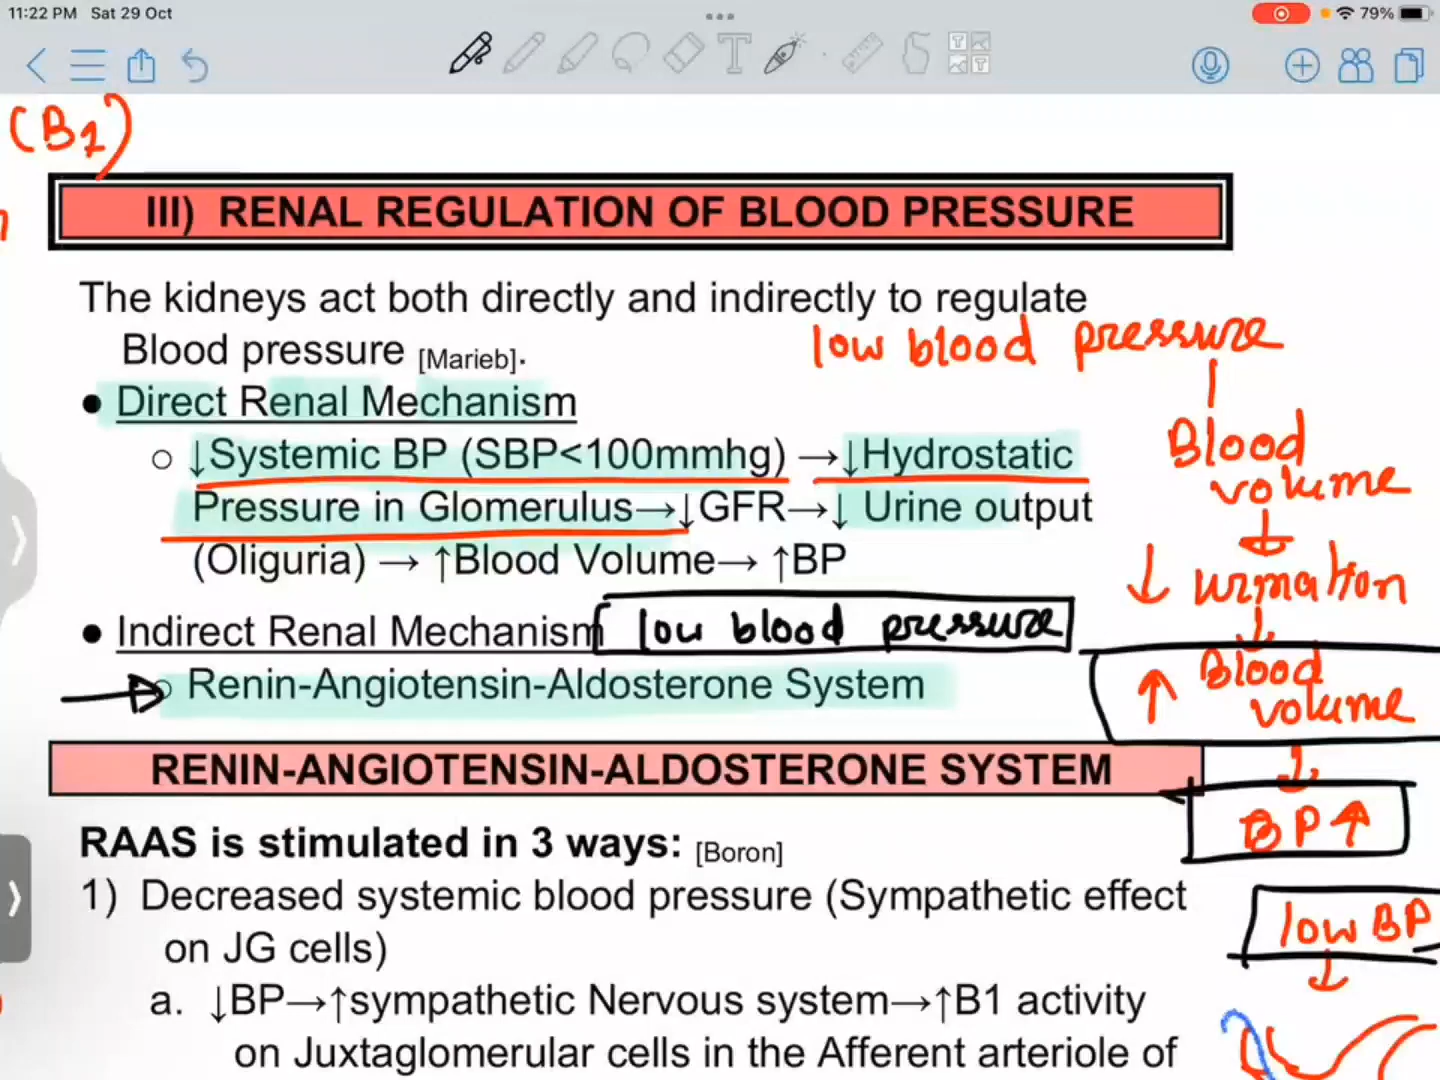 11:22 PM Sat 29 Oct
79%
(B1)
III) RENAL REGULATION OF BLOOD PRESSURE
The kidneys act both directly and indirectly to regulate
Blood pressure [Marieb].
low blood pressure
● Direct Renal Mechanism
○ ↓Systemic BP (SBP<100mmhg) →↓Hydrostatic
Pressure in Glomerulus→↓GFR→↓ Urine output
(Oliguria) → ↑Blood Volume→ ↑BP
Blood
volume
↓ urination
↑ Blood
volume
BP↑
low BP
● Indirect Renal Mechanism
low blood pressure
○ Renin-Angiotensin-Aldosterone System
RENIN-ANGIOTENSIN-ALDOSTERONE SYSTEM
RAAS is stimulated in 3 ways: [Boron]
1) Decreased systemic blood pressure (Sympathetic effect
on JG cells)
a. ↓BP→↑sympathetic Nervous system→↑B1 activity
on Juxtaglomerular cells in the Afferent arteriole of